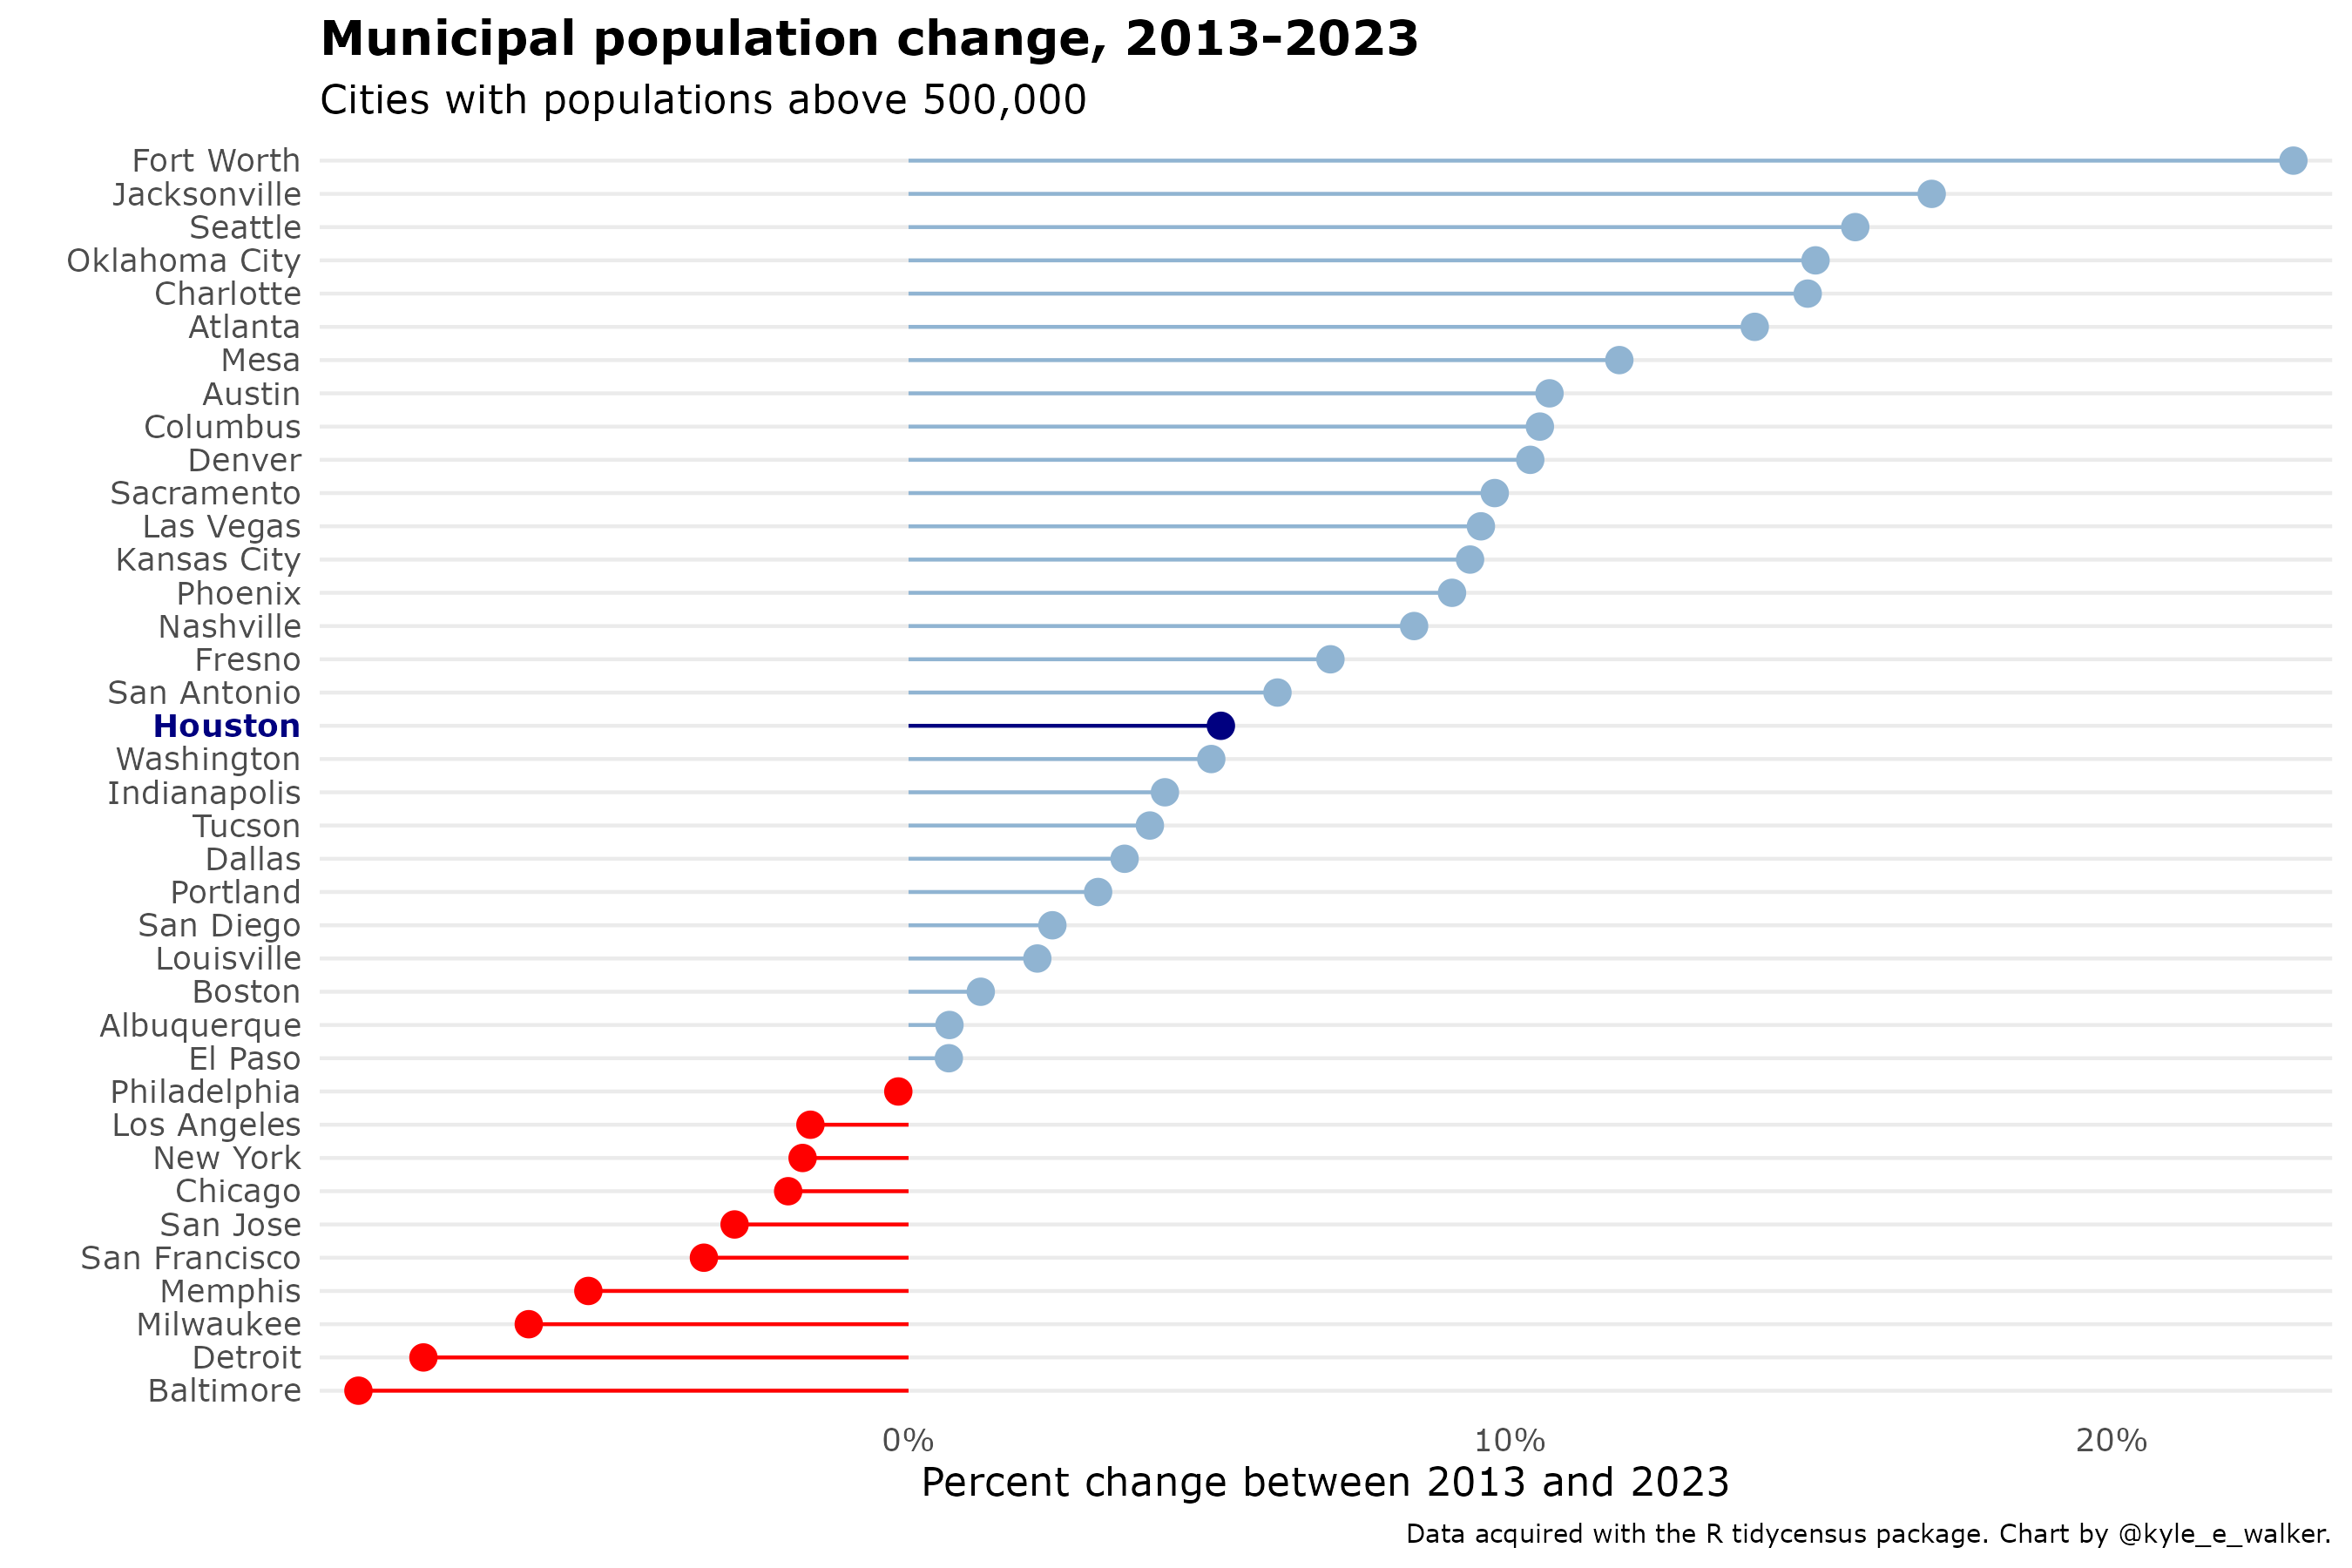 Municipal population change, 2013-2023
Cities with populations above 500,000
Fort Worth
Jacksonville
Seattle
Oklahoma City
Charlotte
Atlanta
Mesa
Austin
Columbus
Denver
Sacramento
Las Vegas
Kansas City
Phoenix
Nashville
Fresno
San Antonio
Houston
Washington
Indianapolis
Tucson
Dallas
Portland
San Diego
Louisville
Boston
Albuquerque
El Paso
Philadelphia
Los Angeles
New York
Chicago
San Jose
San Francisco
Memphis
Milwaukee
Detroit
Baltimore
0% 10% 20%
Percent change between 2013 and 2023
Data acquired with the R tidycensus package. Chart by @kyle_e_walker.